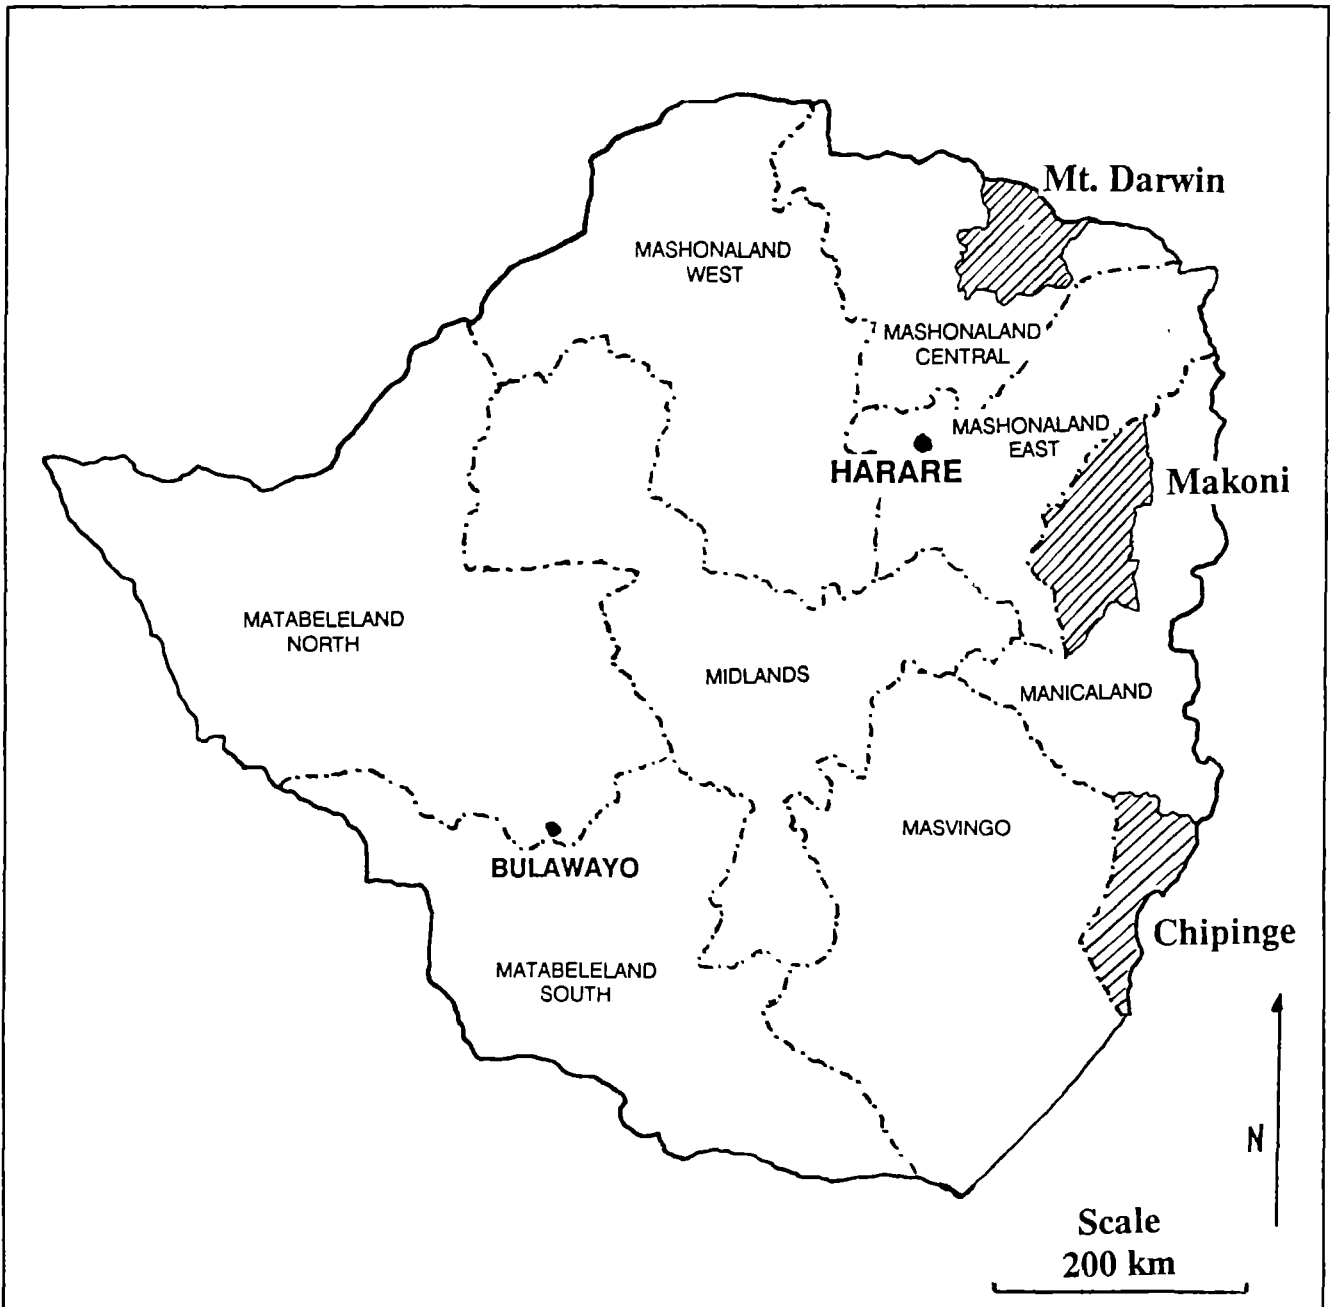 Mt. Darwin
MASHONALAND
WEST
MASHONALAND
CENTRAL
MASHONALAND
EAST
HARARE
Makoni
MATABELELAND
NORTH
MIDLANDS
MANICALAND
MASVINGO
BULAWAYO
Chipinge
MATABELELAND
SOUTH
N
Scale
200 km